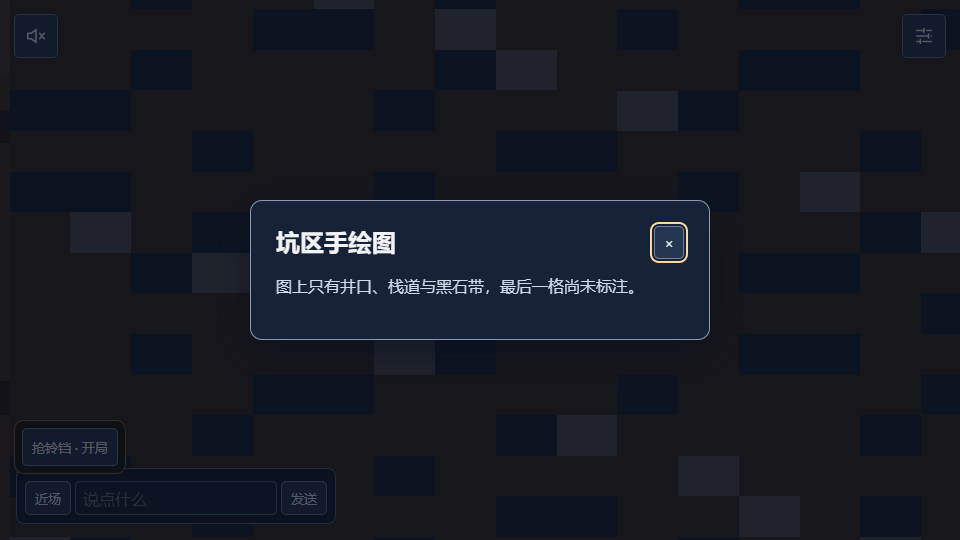 坑区手绘图
×
图上只有井口、栈道与黑石带，最后一格尚未标注。
抢铃铛 · 开局
近场
说点什么
发送